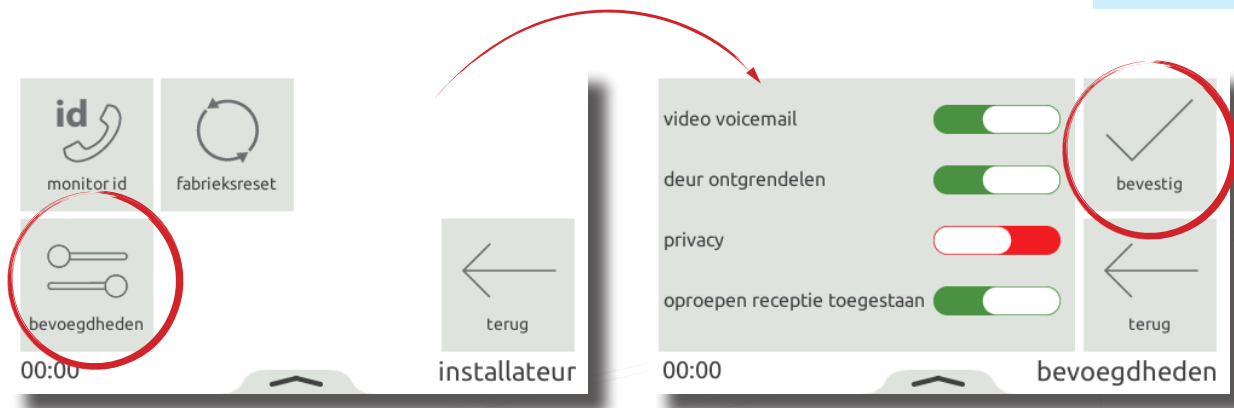 id
monitor id
fabrieksreset
bevoegdheden
terug
00:00
installateur
video voicemail
deur ontgrendelen
privacy
oproepen receptie toegestaan
bevestig
terug
00:00
bevoegdheden